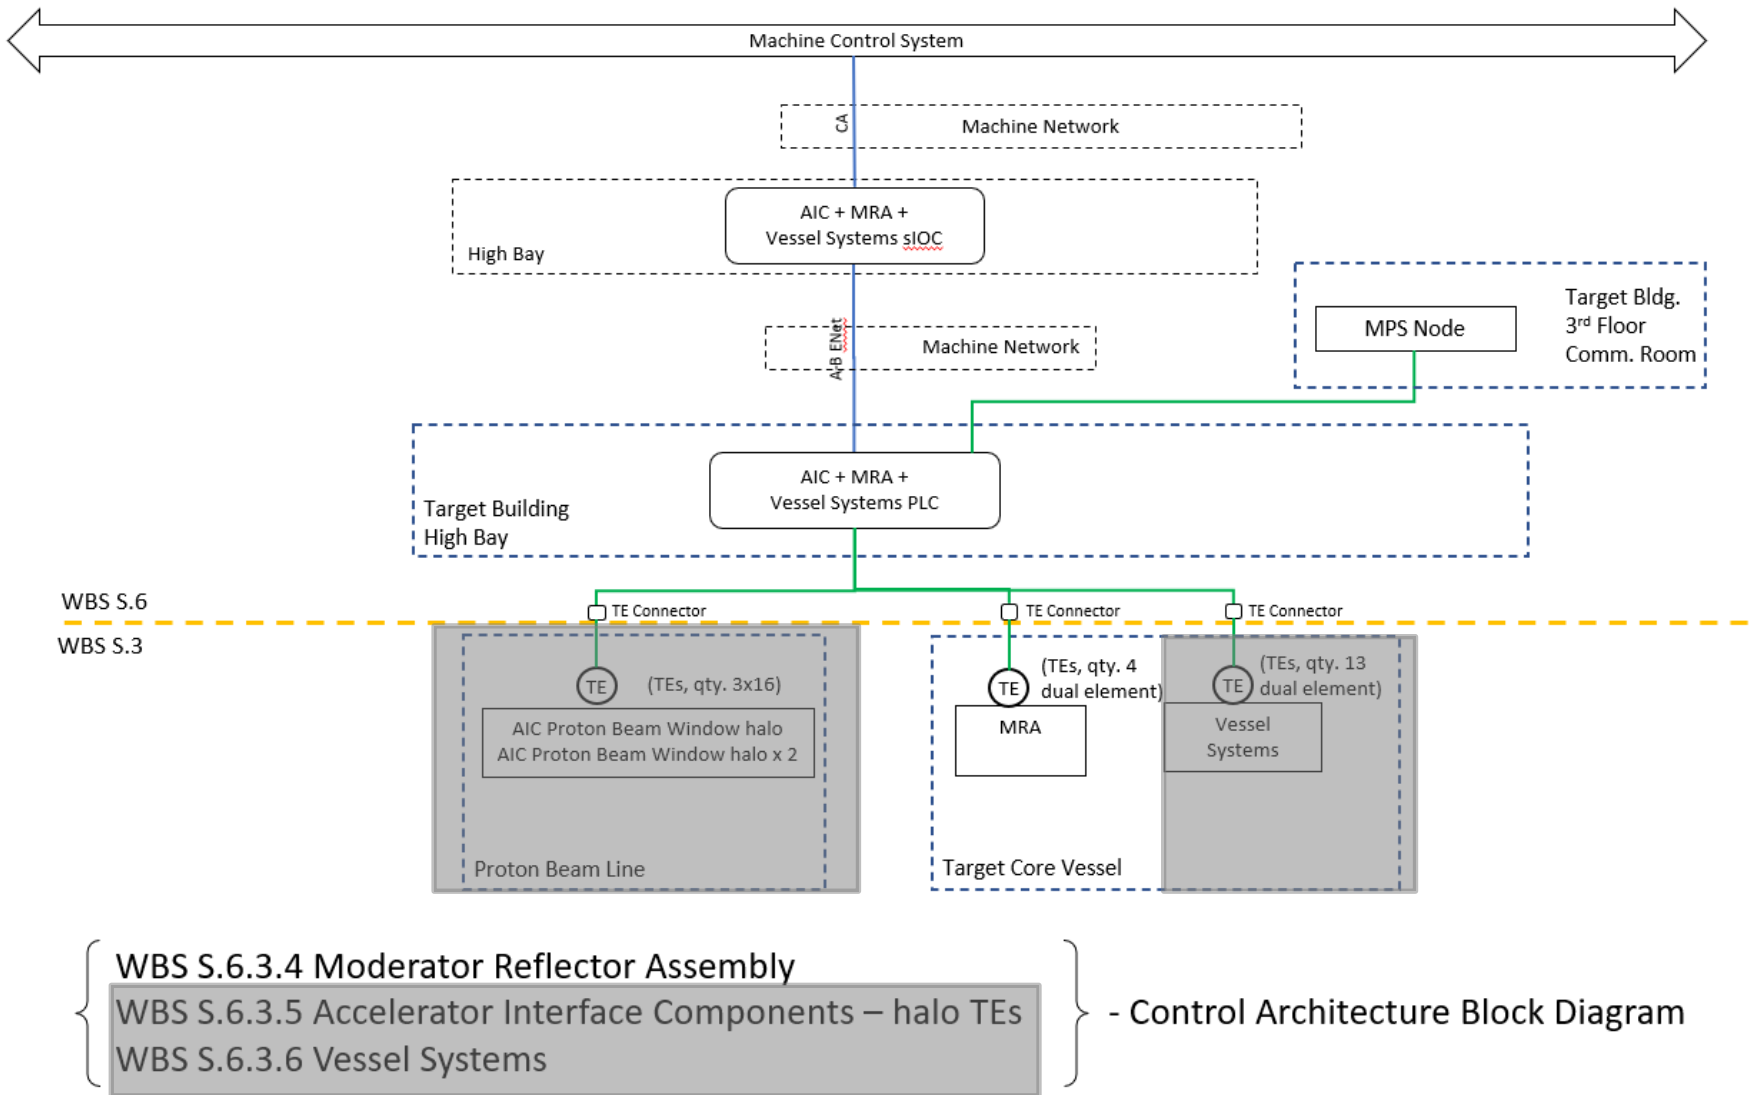 Machine Control System
CA
Machine Network
AIC + MRA +
Vessel Systems sIOC
High Bay
Target Bldg.
3rd Floor
Comm. Room
MPS Node
A-B ENet
Machine Network
AIC + MRA +
Vessel Systems PLC
Target Building
High Bay
WBS S.6
TE Connector
TE Connector
TE Connector
WBS S.3
TE
(TEs, qty. 3x16)
AIC Proton Beam Window halo
AIC Proton Beam Window halo x 2
Proton Beam Line
TE
(TEs, qty. 4
dual element)
MRA
TE
(TEs, qty. 13
dual element)
Vessel
Systems
Target Core Vessel
WBS S.6.3.4 Moderator Reflector Assembly
WBS S.6.3.5 Accelerator Interface Components – halo TEs
WBS S.6.3.6 Vessel Systems
- Control Architecture Block Diagram